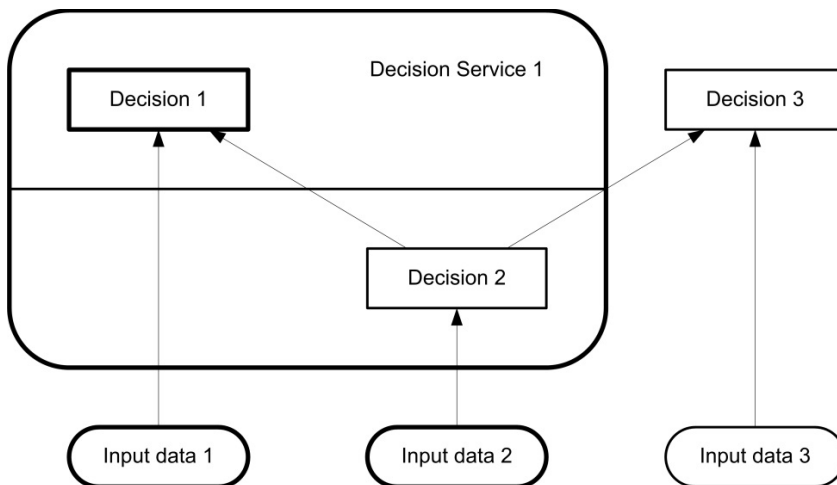 Decision Service 1
Decision 1
Decision 3
Decision 2
Input data 1
Input data 2
Input data 3